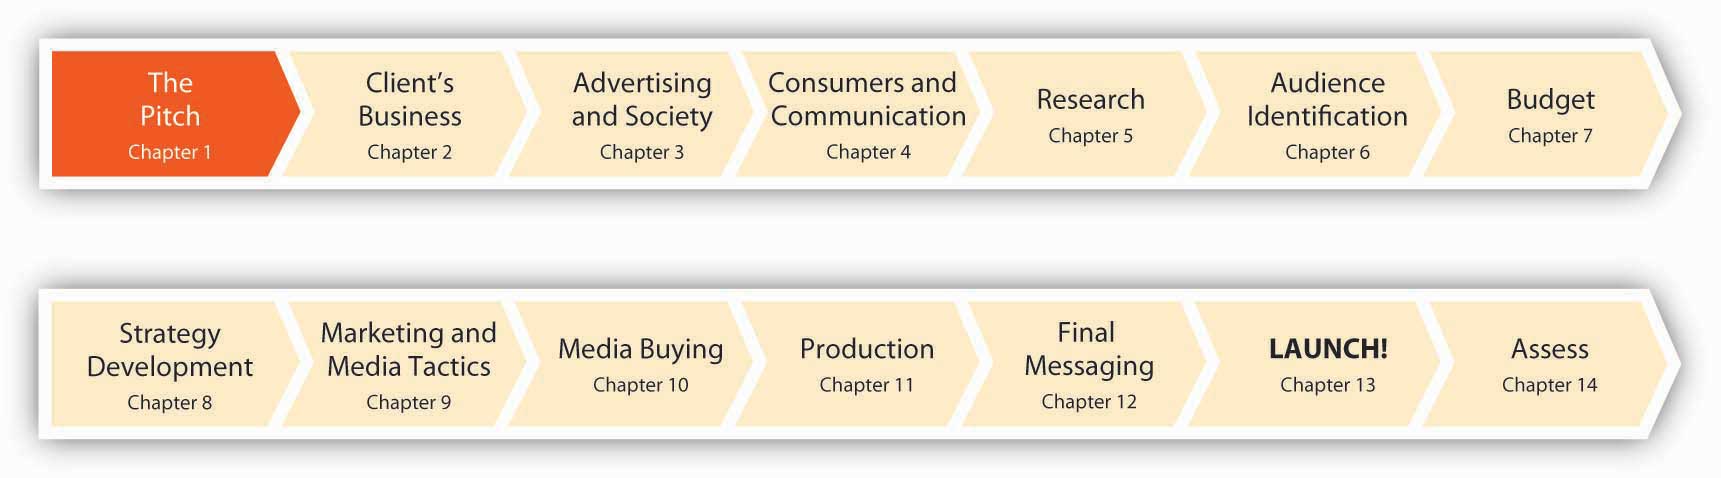 The
Pitch
Chapter 1
Client’s
Business
Chapter 2
Advertising
and Society
Chapter 3
Consumers and
Communication
Chapter 4
Research
Chapter 5
Audience
Identification
Chapter 6
Budget
Chapter 7
Strategy
Development
Chapter 8
Marketing and
Media Tactics
Chapter 9
Media Buying
Chapter 10
Production
Chapter 11
Final
Messaging
Chapter 12
LAUNCH!
Chapter 13
Assess
Chapter 14